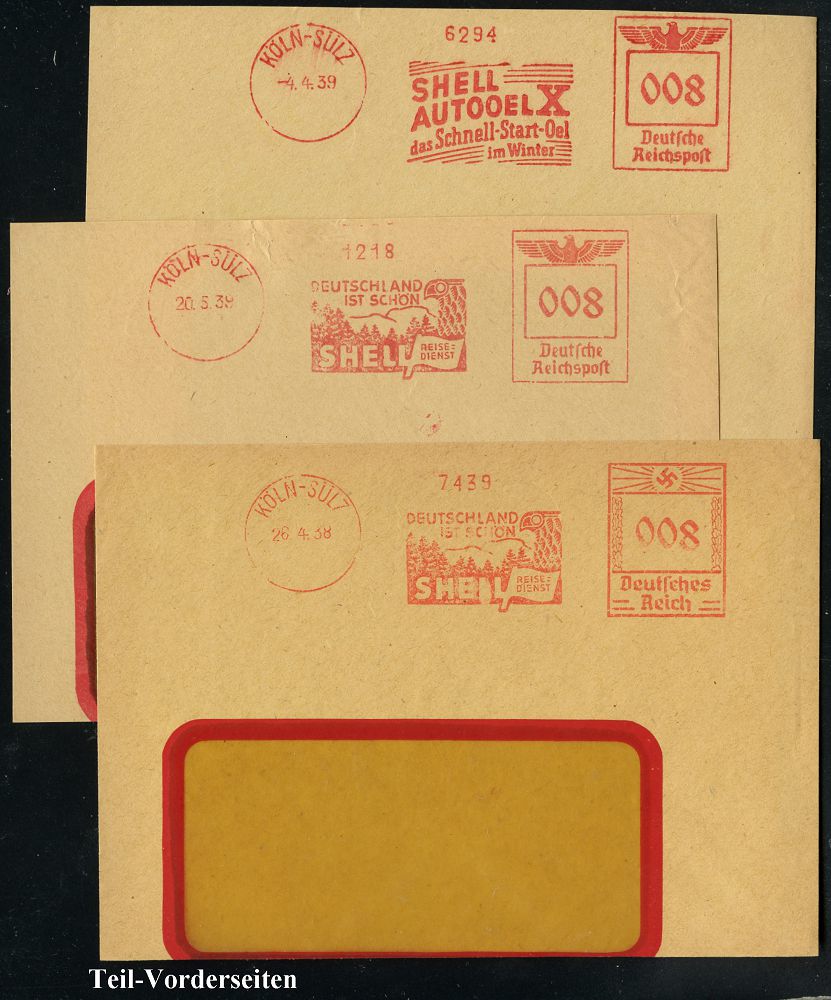 KÖLN-SÜLZ
-4.4.39
6294
SHELL
AUTOOEL X
das Schnell-Start-Oel
im Winter
008
Deutsche
Reichspost
KÖLN-SÜLZ
20.5.39
1218
DEUTSCHLAND
IST SCHÖN
SHELL
REISE=
DIENST
008
Deutsche
Reichspost
KÖLN-SÜLZ
26.4.38
7439
DEUTSCHLAND
IST SCHÖN
SHELL
REISE=
DIENST
008
Deutsches
Reich
Teil-Vorderseiten